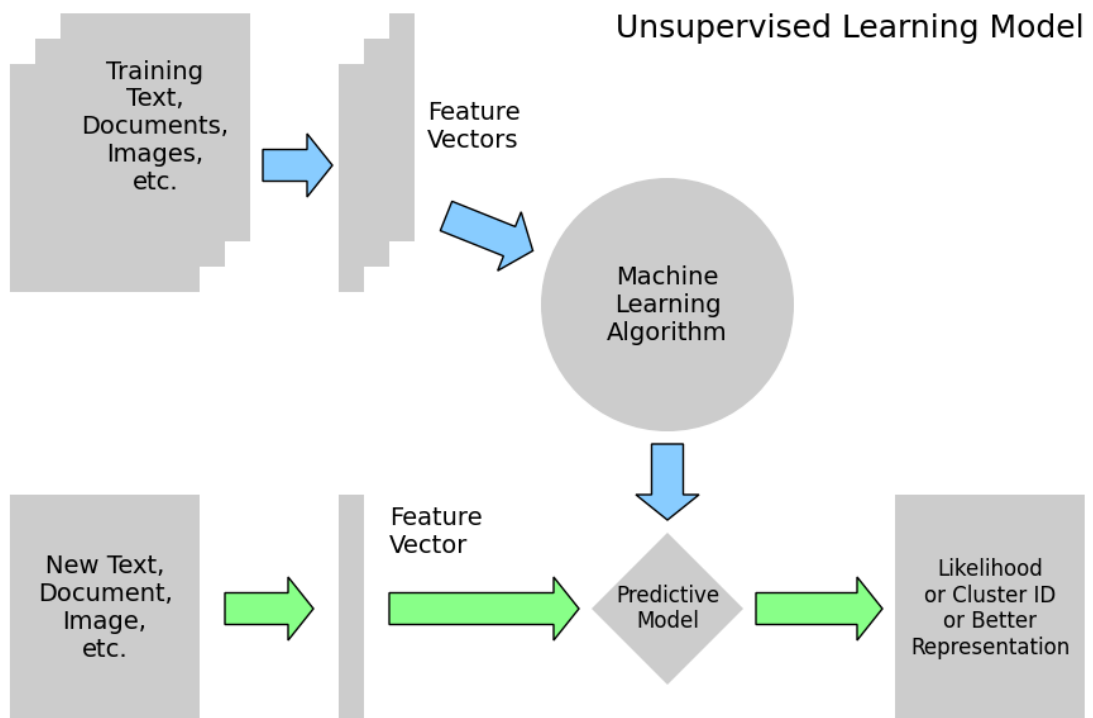 Unsupervised Learning Model
Training
Text,
Documents,
Images,
etc.
Feature
Vectors
Machine
Learning
Algorithm
New Text,
Document,
Image,
etc.
Feature
Vector
Predictive
Model
Likelihood
or Cluster ID
or Better
Representation